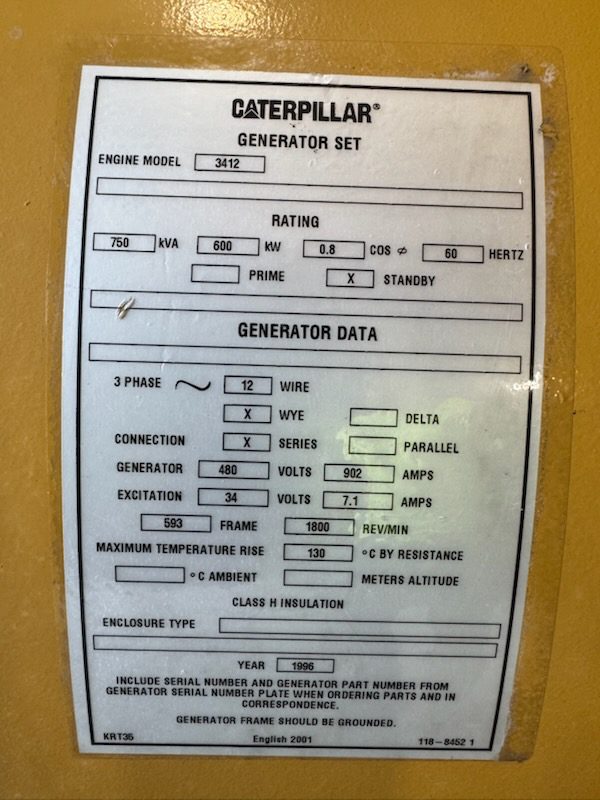 CATERPILLAR®
GENERATOR SET
ENGINE MODEL 3412
RATING
750 kVA 600 kW 0.8 COS ⌀ 60 HERTZ
PRIME X STANDBY
GENERATOR DATA
3 PHASE ~ 12 WIRE
X WYE DELTA
CONNECTION X SERIES PARALLEL
GENERATOR 480 VOLTS 902 AMPS
EXCITATION 34 VOLTS 7.1 AMPS
593 FRAME 1800 REV/MIN
MAXIMUM TEMPERATURE RISE 130 °C BY RESISTANCE
°C AMBIENT METERS ALTITUDE
CLASS H INSULATION
ENCLOSURE TYPE
YEAR 1996
INCLUDE SERIAL NUMBER AND GENERATOR PART NUMBER FROM
GENERATOR SERIAL NUMBER PLATE WHEN ORDERING PARTS AND IN
CORRESPONDENCE.
GENERATOR FRAME SHOULD BE GROUNDED.
KRT35 English 2001 118-8452 1